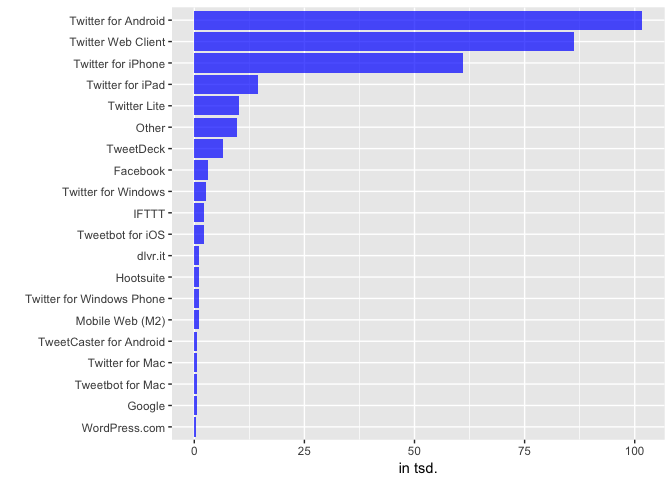 Twitter for Android
Twitter Web Client
Twitter for iPhone
Twitter for iPad
Twitter Lite
Other
TweetDeck
Facebook
Twitter for Windows
IFTTT
Tweetbot for iOS
dlvr.it
Hootsuite
Twitter for Windows Phone
Mobile Web (M2)
TweetCaster for Android
Twitter for Mac
Tweetbot for Mac
Google
WordPress.com
0 25 50 75 100
in tsd.